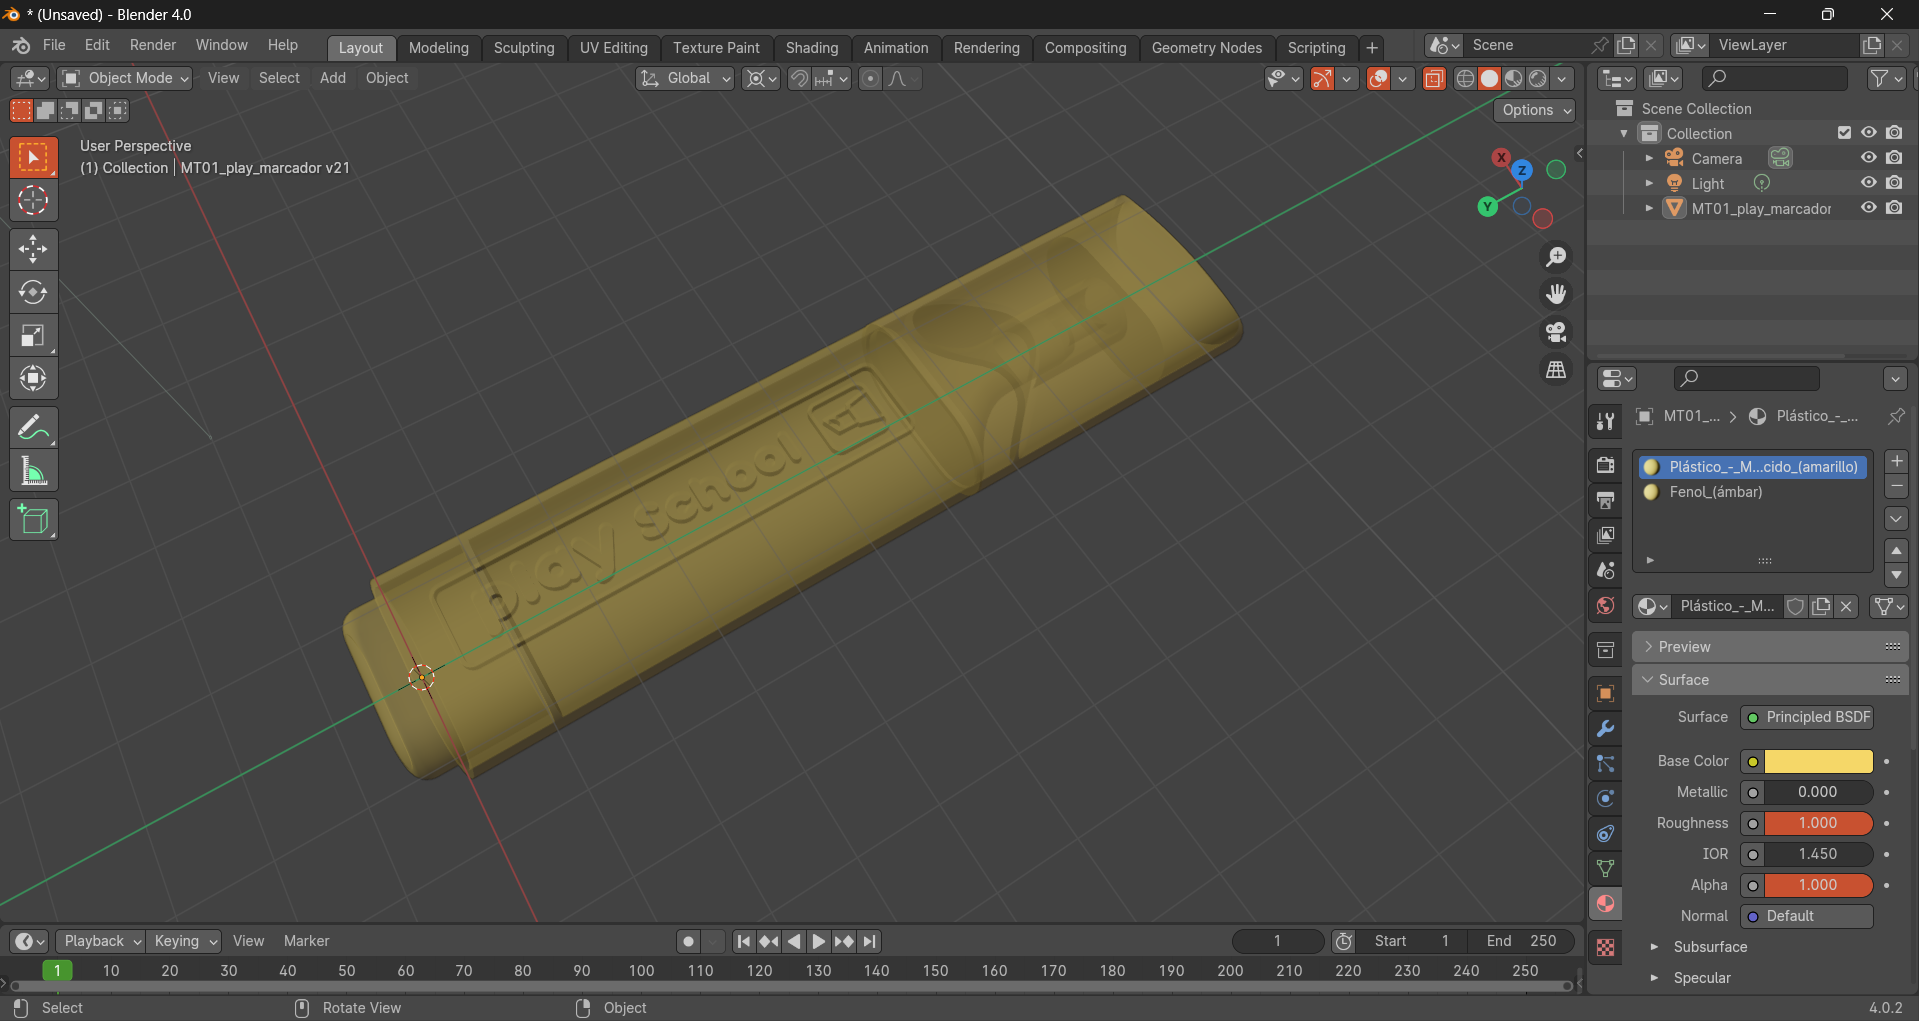 * (Unsaved) - Blender 4.0
File Edit Render Window Help Layout Modeling Sculpting UV Editing Texture Paint Shading Animation Rendering Compositing Geometry Nodes Scripting + Scene ViewLayer
Object Mode View Select Add Object Global
Options
User Perspective
(1) Collection | MT01_play_marcador v21
X
Z
Y
play school
Scene Collection
Collection
Camera
Light
MT01_play_marcador
MT01_... > Plástico_-_...
Plástico_-_M...cido_(amarillo)
Fenol_(ámbar)
Plástico_-_M...
Preview
Surface
Surface Principled BSDF
Base Color
Metallic 0.000
Roughness 1.000
IOR 1.450
Alpha 1.000
Normal Default
Subsurface
Specular
Playback Keying View Marker 1 Start 1 End 250
1 10 20 30 40 50 60 70 80 90 100 110 120 130 140 150 160 170 180 190 200 210 220 230 240 250
Select Rotate View Object 4.0.2